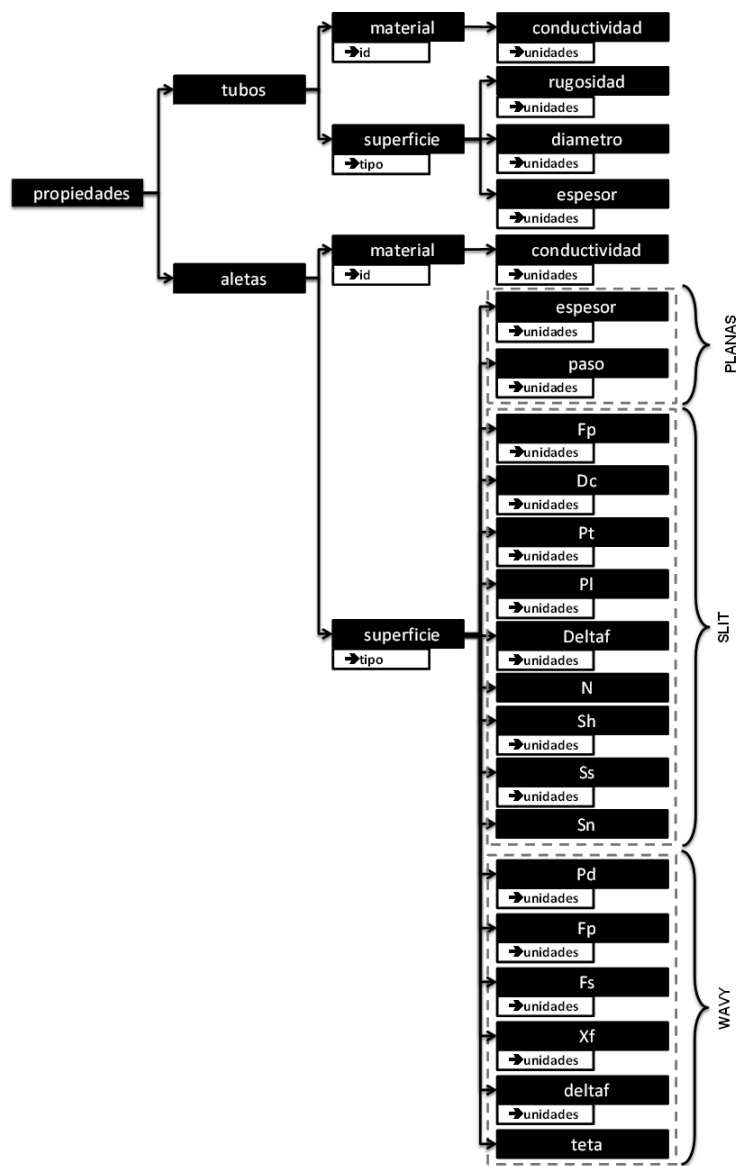 propiedades
tubos
material
➔id
conductividad
➔unidades
superficie
➔tipo
rugosidad
➔unidades
diametro
➔unidades
espesor
➔unidades
aletas
material
➔id
conductividad
➔unidades
superficie
➔tipo
espesor
➔unidades
paso
➔unidades
PLANAS
Fp
➔unidades
Dc
➔unidades
Pt
➔unidades
Pl
➔unidades
Deltaf
➔unidades
N
Sh
➔unidades
Ss
➔unidades
Sn
SLIT
Pd
➔unidades
Fp
➔unidades
Fs
➔unidades
Xf
➔unidades
deltaf
➔unidades
teta
WAVY